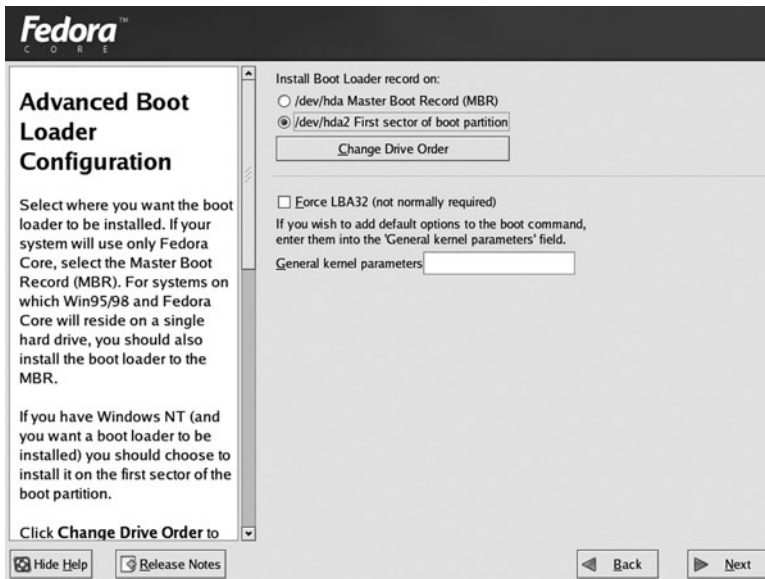 Fedora™
CORE
Advanced Boot
Loader
Configuration
Select where you want the boot
loader to be installed. If your
system will use only Fedora
Core, select the Master Boot
Record (MBR). For systems on
which Win95/98 and Fedora
Core will reside on a single
hard drive, you should also
install the boot loader to the
MBR.
If you have Windows NT (and
you want a boot loader to be
installed) you should choose to
install it on the first sector of the
boot partition.
Click Change Drive Order to
Install Boot Loader record on:
/dev/hda Master Boot Record (MBR)
/dev/hda2 First sector of boot partition
Change Drive Order
Force LBA32 (not normally required)
If you wish to add default options to the boot command,
enter them into the 'General kernel parameters' field.
General kernel parameters
Hide Help
Release Notes
Back
Next